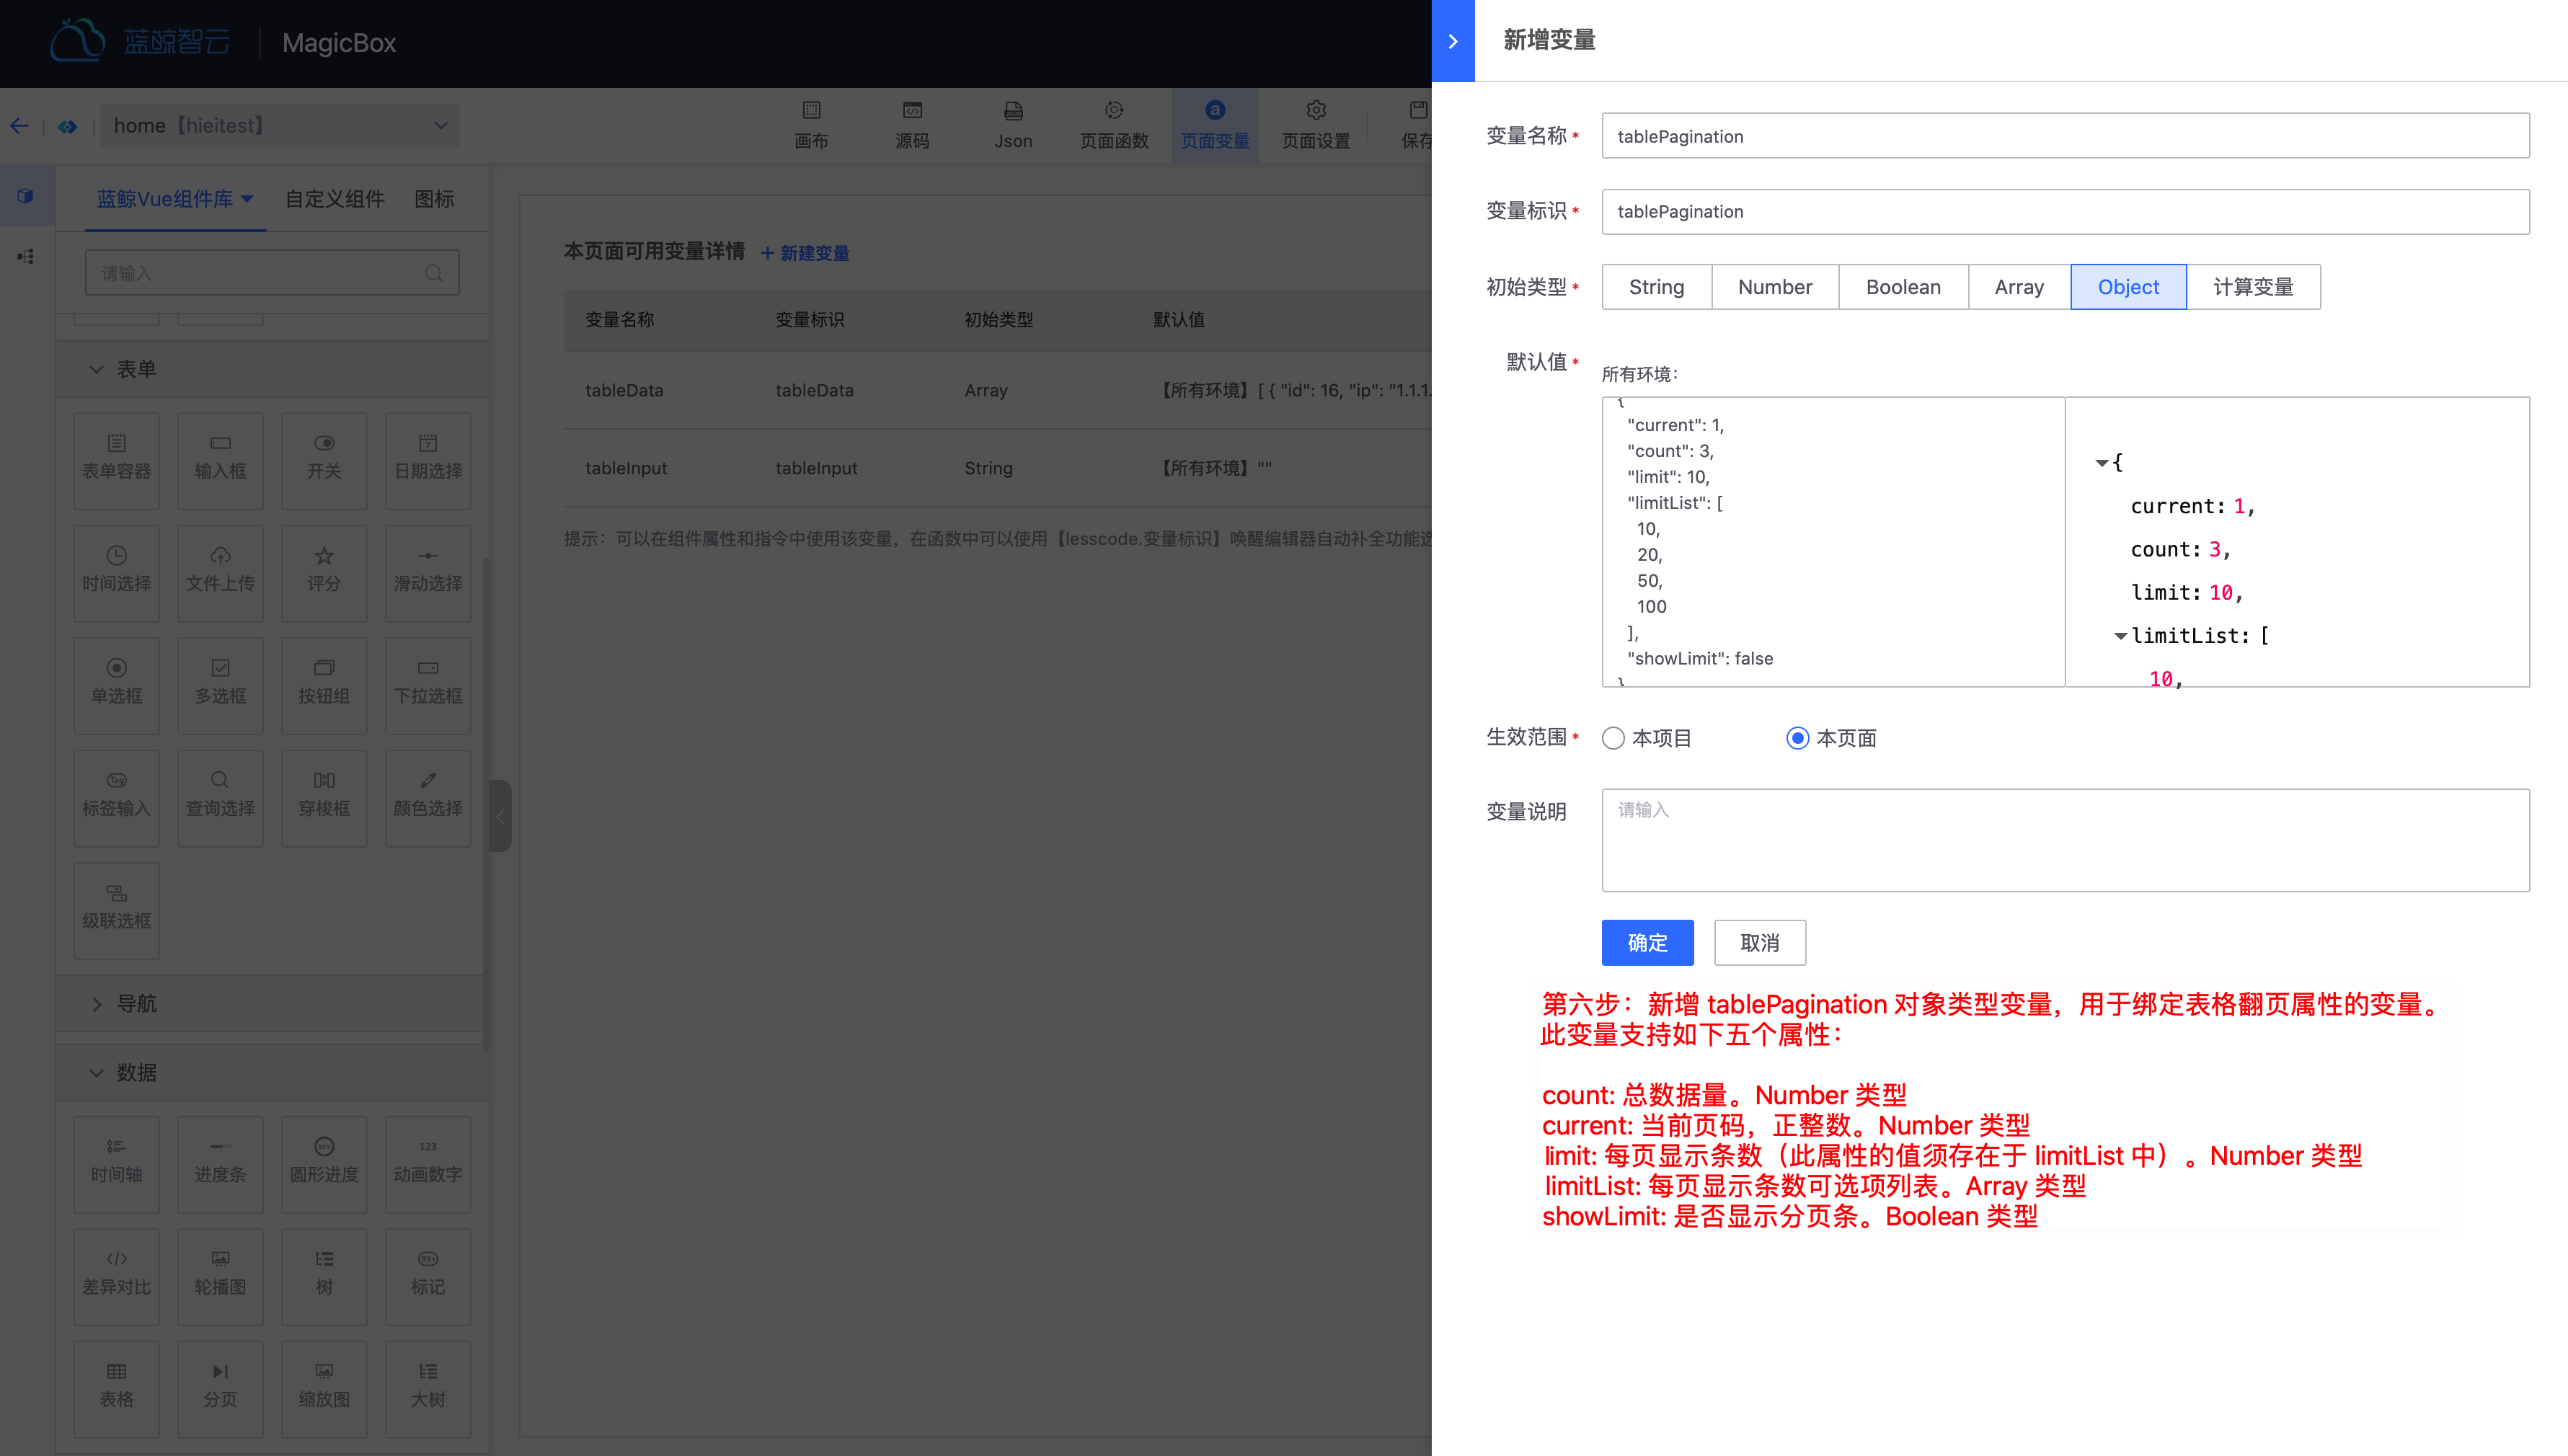 蓝鲸智云
MagicBox
home【hieitest】
画布
源码
Json
页面函数
页面变量
页面设置
保存
蓝鲸Vue组件库
自定义组件
图标
请输入
表单
表单容器
输入框
开关
日期选择
时间选择
文件上传
评分
滑动选择
单选框
多选框
按钮组
下拉选框
标签输入
查询选择
穿梭框
颜色选择
级联选框
导航
数据
时间轴
进度条
圆形进度
动画数字
差异对比
轮播图
树
标记
表格
分页
缩放图
大树
本页面可用变量详情
+ 新建变量
变量名称 变量标识 初始类型 默认值
tableData tableData Array 【所有环境】[ { "id": 16, "ip": "1.1.1.
tableInput tableInput String 【所有环境】""
提示：可以在组件属性和指令中使用该变量，在函数中可以使用【lesscode.变量标识】唤醒编辑器自动补全功能选
新增变量
变量名称 *
tablePagination
变量标识 *
tablePagination
初始类型 *
String Number Boolean Array Object 计算变量
默认值 *
所有环境：
{
"current": 1,
"count": 3,
"limit": 10,
"limitList": [
10,
20,
50,
100
],
"showLimit": false
}
{
current: 1,
count: 3,
limit: 10,
limitList: [
10,
生效范围 *
本项目
本页面
变量说明
请输入
确定
取消
第六步：新增 tablePagination 对象类型变量，用于绑定表格翻页属性的变量。
此变量支持如下五个属性：
count: 总数据量。Number 类型
current: 当前页码，正整数。Number 类型
limit: 每页显示条数（此属性的值须存在于 limitList 中）。Number 类型
limitList: 每页显示条数可选项列表。Array 类型
showLimit: 是否显示分页条。Boolean 类型